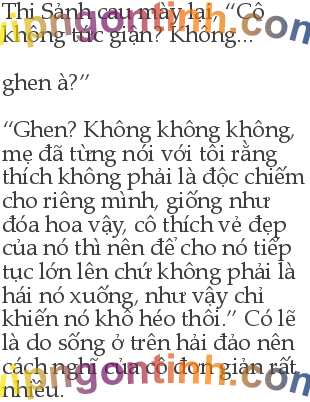 Thi Sảnh cau mày lại, “Cô
không tức giận? Không...
ghen à?”
“Ghen? Không không không,
mẹ đã từng nói với tôi rằng
thích không phải là độc chiếm
cho riêng mình, giống như
đóa hoa vậy, cô thích vẻ đẹp
của nó thì nên để cho nó tiếp
tục lớn lên chứ không phải là
hái nó xuống, như vậy chỉ
khiến nó khô héo thôi.” Có lẽ
là do sống ở trên hải đảo nên
cách nghĩ của cô đơn giản rất
nhiều.
vipngontinh.com
vipngontinh.com